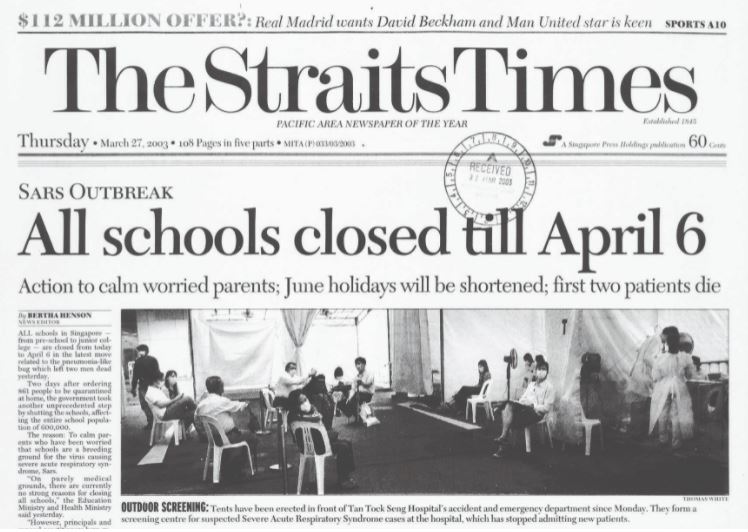 $112 MILLION OFFER?: Real Madrid wants David Beckham and Man United star is keen SPORTS A10
The Straits Times
PACIFIC AREA NEWSPAPER OF THE YEAR
Established 1845
Thursday • March 27, 2003 • 108 Pages in five parts • MITA (P) 033/03/2003
A Singapore Press Holdings publication 60 Cents
RECEIVED
MAR 2003
SARS OUTBREAK
All schools closed till April 6
Action to calm worried parents; June holidays will be shortened; first two patients die
By BERTHA HENSON
NEWS EDITOR
ALL schools in Singapore —
from pre-school to junior col-
lege — are closed from today
to April 6 in the latest move
related to the pneumonia-like
bug which left two men dead
yesterday.
Two days after ordering
861 people to be quarantined
at home, the government took
another unprecedented step
by shutting the schools, affect-
ing the entire school popula-
tion of 600,000.
The reason: To calm par-
ents who have been worried
that schools are a breeding
ground for the virus causing
severe acute respiratory syn-
drome, Sars.
"On purely medical
grounds, there are currently
no strong reasons for closing
all schools," the Education
Ministry and Health Ministry
said yesterday.
"However, principals and
THOMAS WHITE
OUTDOOR SCREENING: Tents have been erected in front of Tan Tock Seng Hospital's accident and emergency department since Monday. They form a
screening centre for suspected Severe Acute Respiratory Syndrome cases at the hospital, which has stopped admitting new patients.